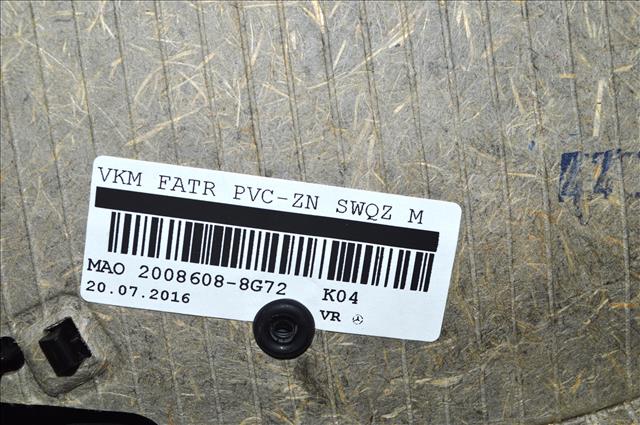 VKM FATR PVC-ZN SWQZ M
MAO 2008608-8G72 K04
20.07.2016 VR